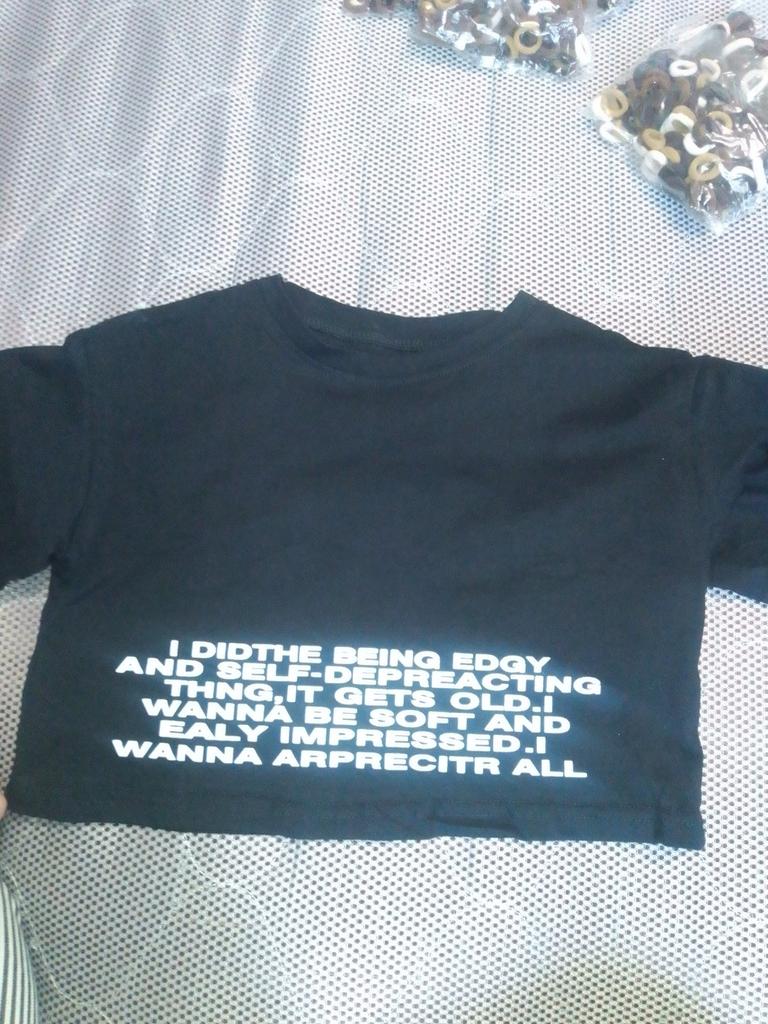 I DIDTHE BEING EDGY
AND SELF-DEPREACTING
THNG,IT GETS OLD.I
WANNA BE SOFT AND
EALY IMPRESSED.I
WANNA ARPRECITR ALL